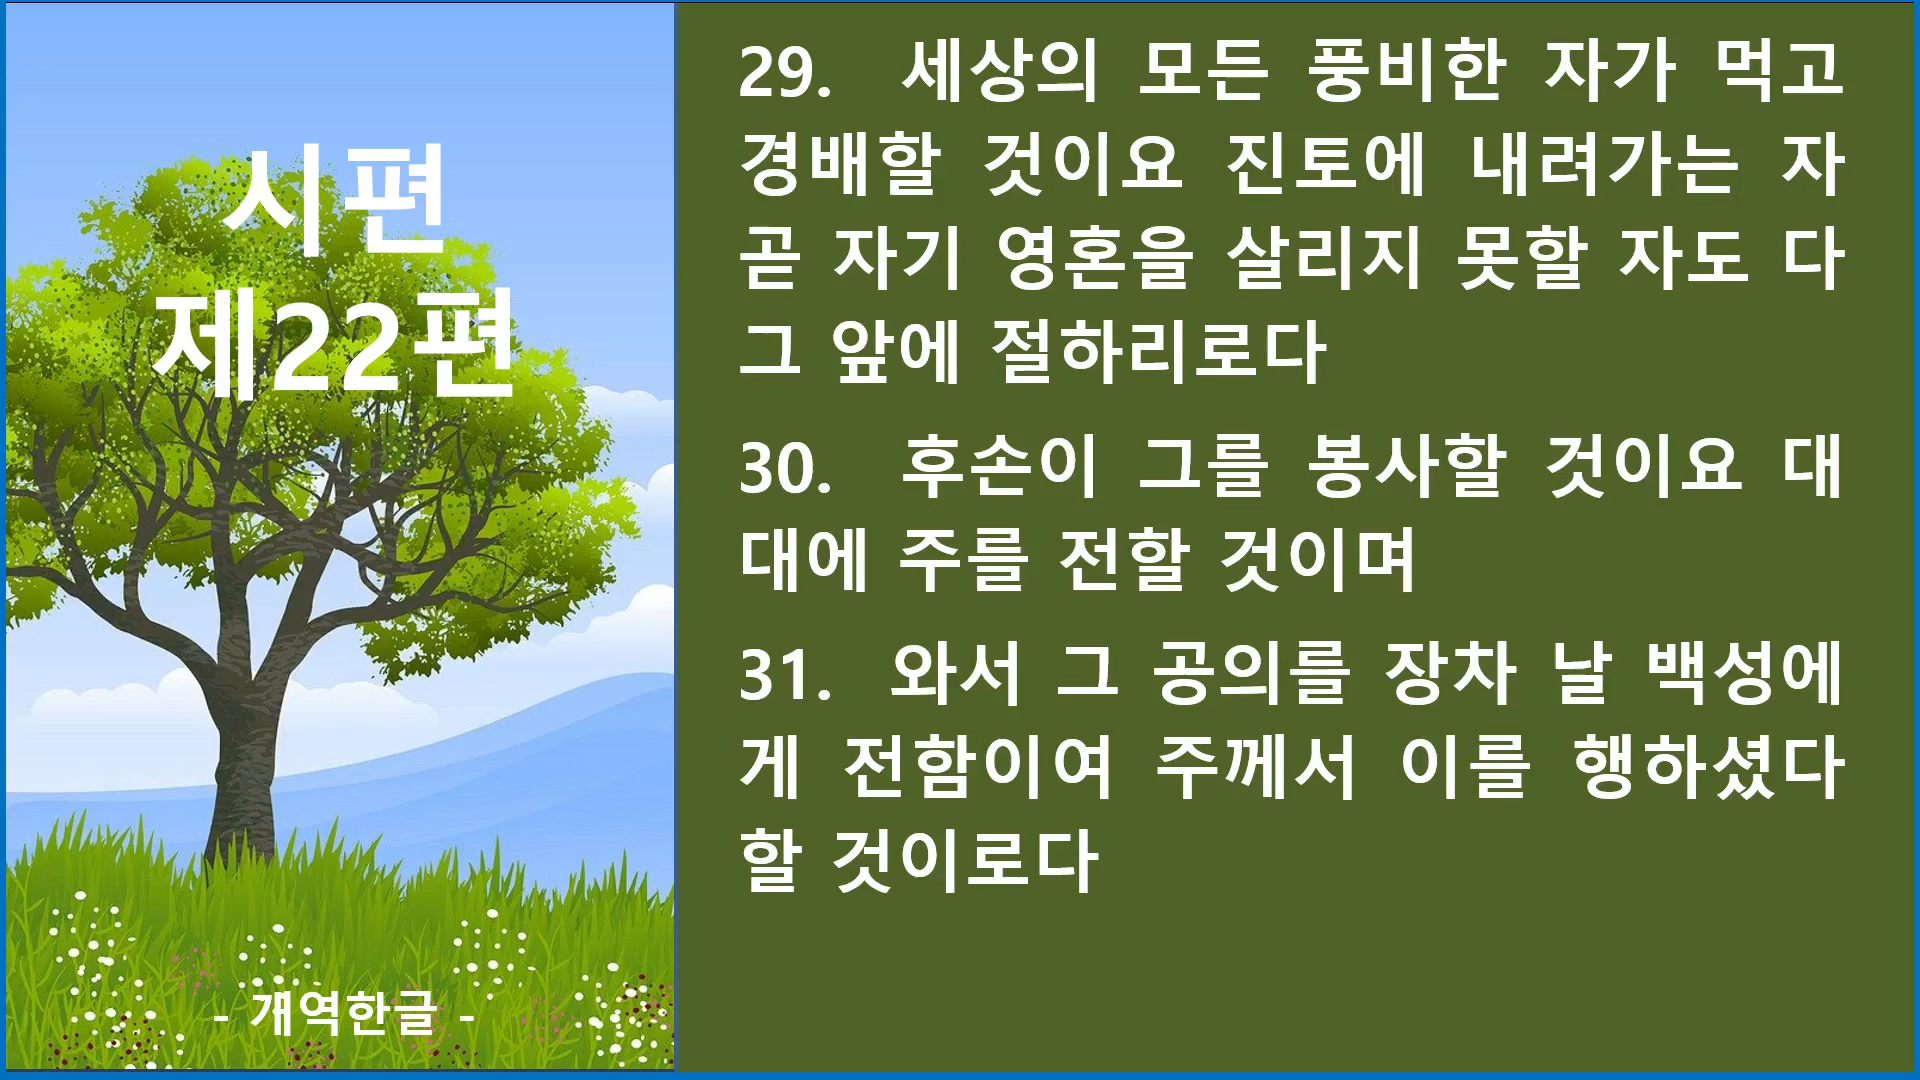 시편
제22편
- 개역한글 -
29. 세상의 모든 풍비한 자가 먹고
경배할 것이요 진토에 내려가는 자
곧 자기 영혼을 살리지 못할 자도 다
그 앞에 절하리로다
30. 후손이 그를 봉사할 것이요 대
대에 주를 전할 것이며
31. 와서 그 공의를 장차 날 백성에
게 전함이여 주께서 이를 행하셨다
할 것이로다